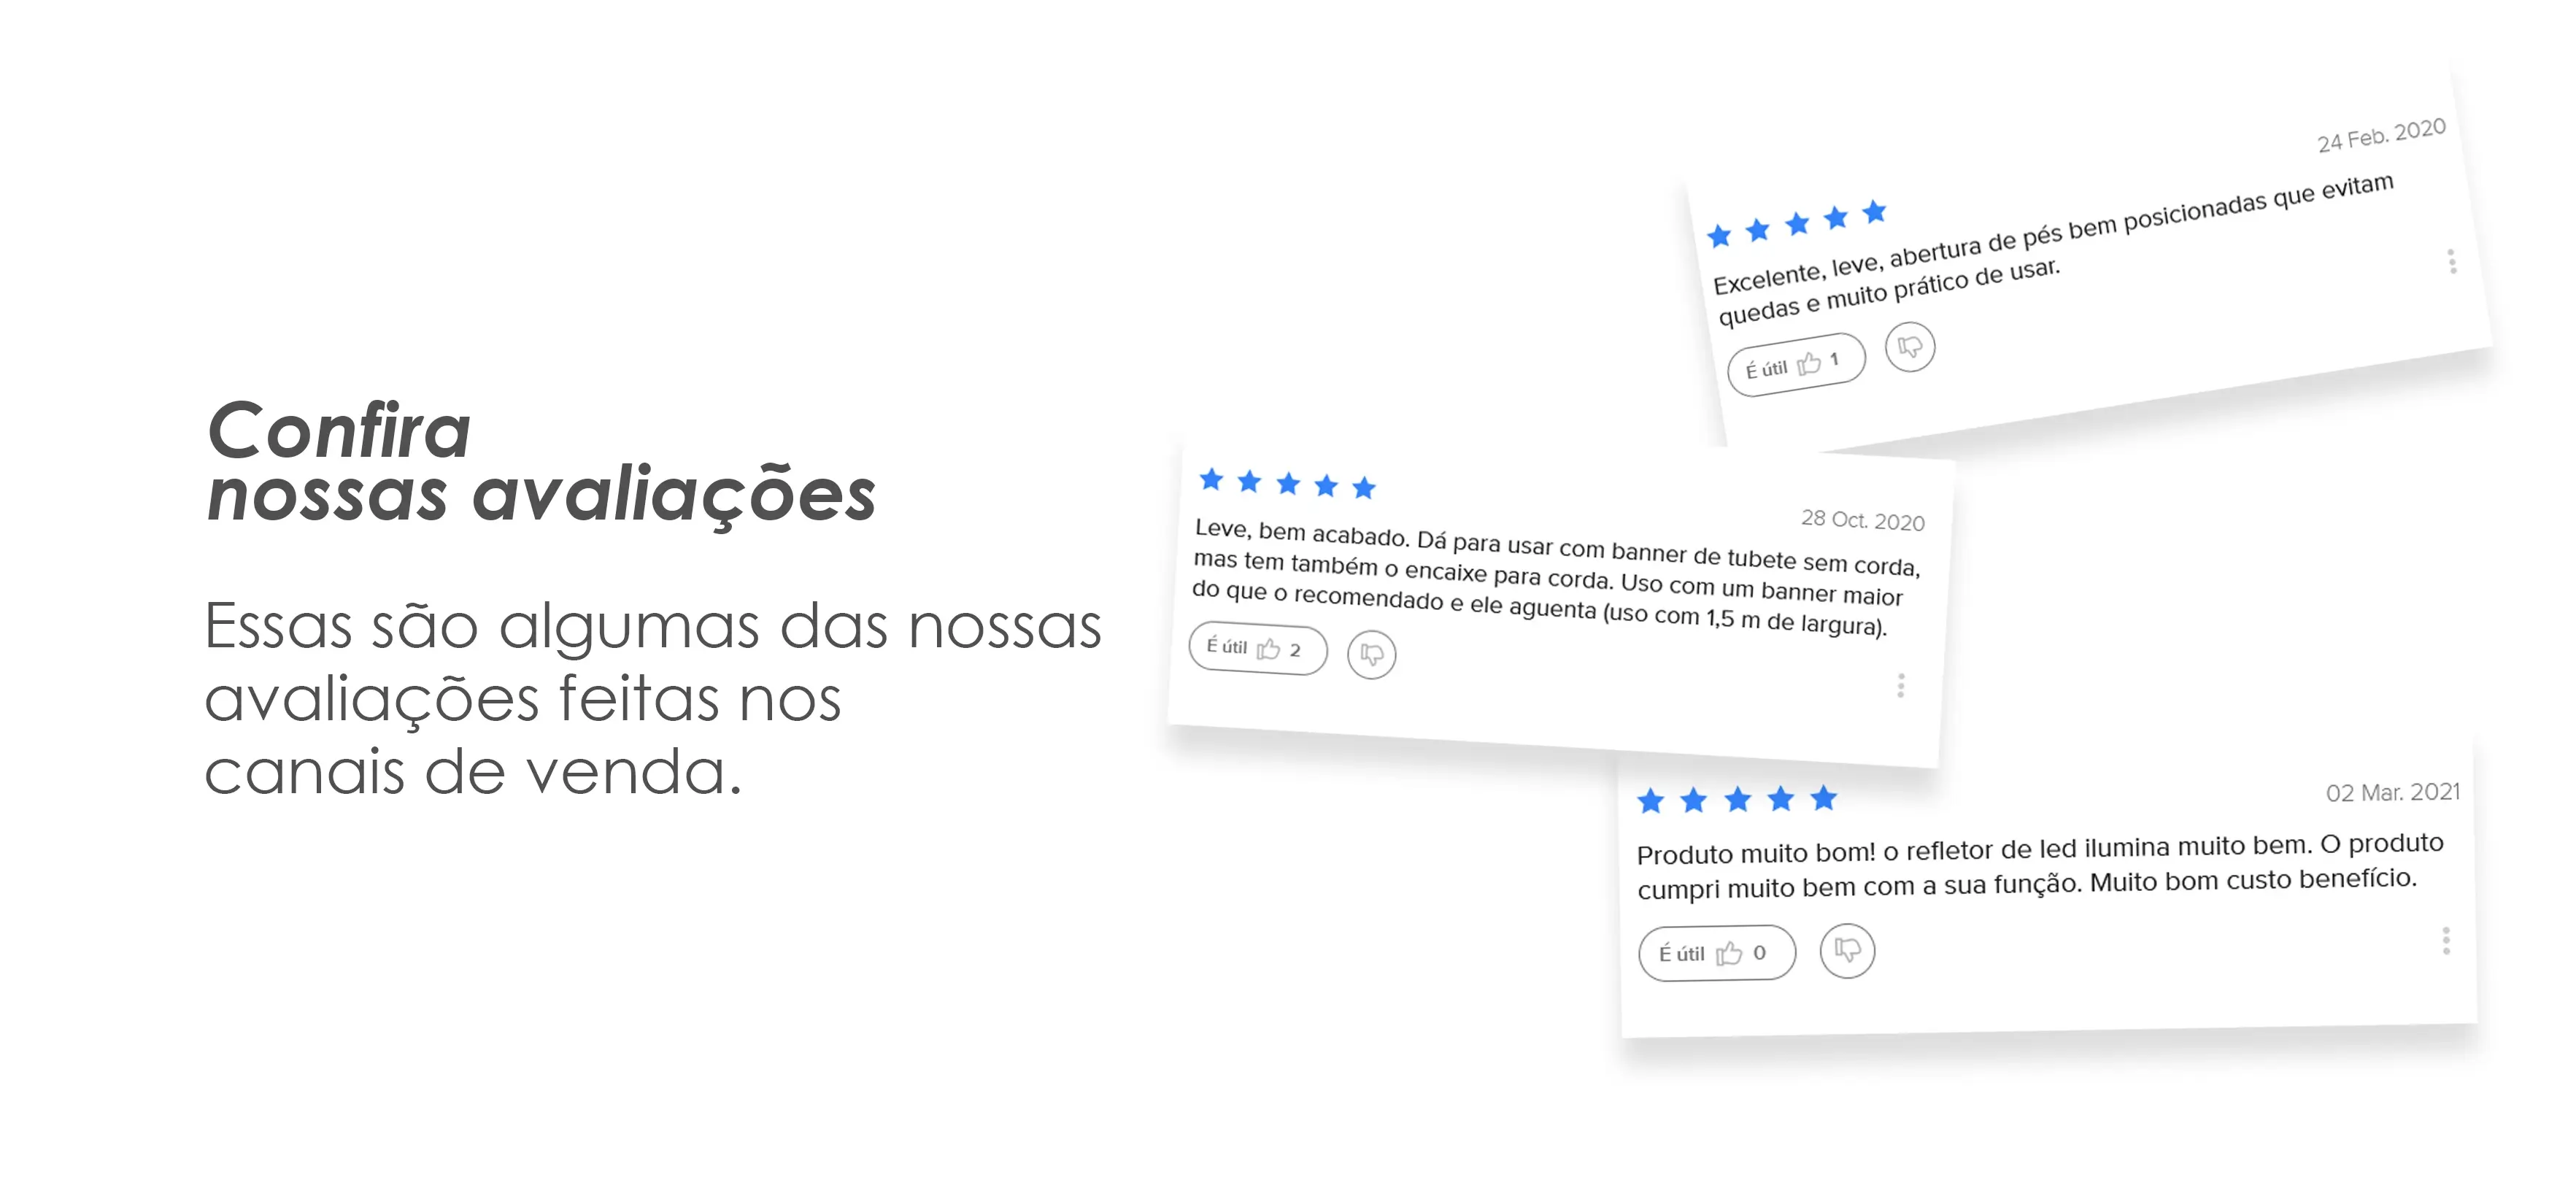 Confira
nossas avaliações
Essas são algumas das nossas
avaliações feitas nos
canais de venda.
24 Feb. 2020
Excelente, leve, abertura de pés bem posicionadas que evitam
quedas e muito prático de usar.
É útil 1
28 Oct. 2020
Leve, bem acabado. Dá para usar com banner de tubete sem corda,
mas tem também o encaixe para corda. Uso com um banner maior
do que o recomendado e ele aguenta (uso com 1,5 m de largura).
É útil 2
02 Mar. 2021
Produto muito bom! o refletor de led ilumina muito bem. O produto
cumpri muito bem com a sua função. Muito bom custo benefício.
É útil 0